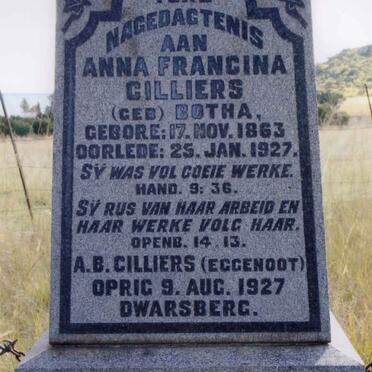 NAGEDAGTENIS
AAN
ANNA FRANCINA
CILLIERS
(GEB) BOTHA,
GEBORE: 17. NOV. 1863
OORLEDE: 25. JAN. 1927.
SŸ WAS VOL GOEIE WERKE.
HAND. 9: 36.
SŸ RUS VAN HAAR ARBEID EN
HAAR WERKE VOLG HAAR.
OPENB. 14. 13.
A.B. CILLIERS (EGGENOOT)
OPRIG 9. AUG. 1927
DWARSBERG.